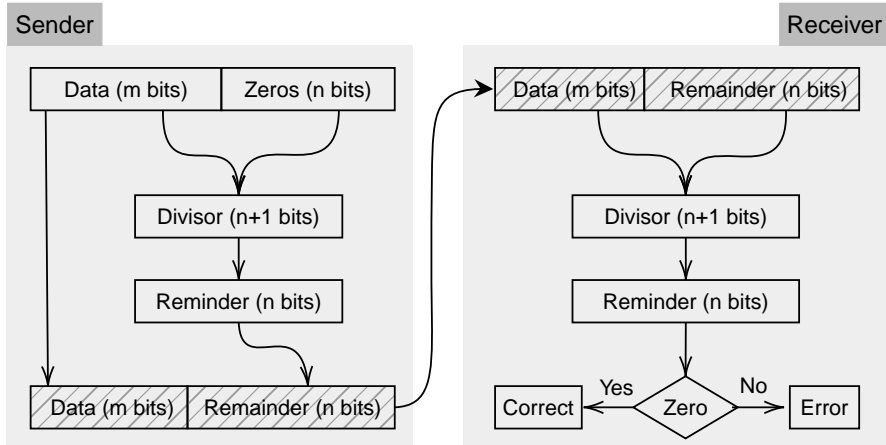 Sender
Data (m bits)
Zeros (n bits)
Divisor (n+1 bits)
Reminder (n bits)
Data (m bits)
Remainder (n bits)
Receiver
Data (m bits)
Remainder (n bits)
Divisor (n+1 bits)
Reminder (n bits)
Correct
Yes
Zero
No
Error